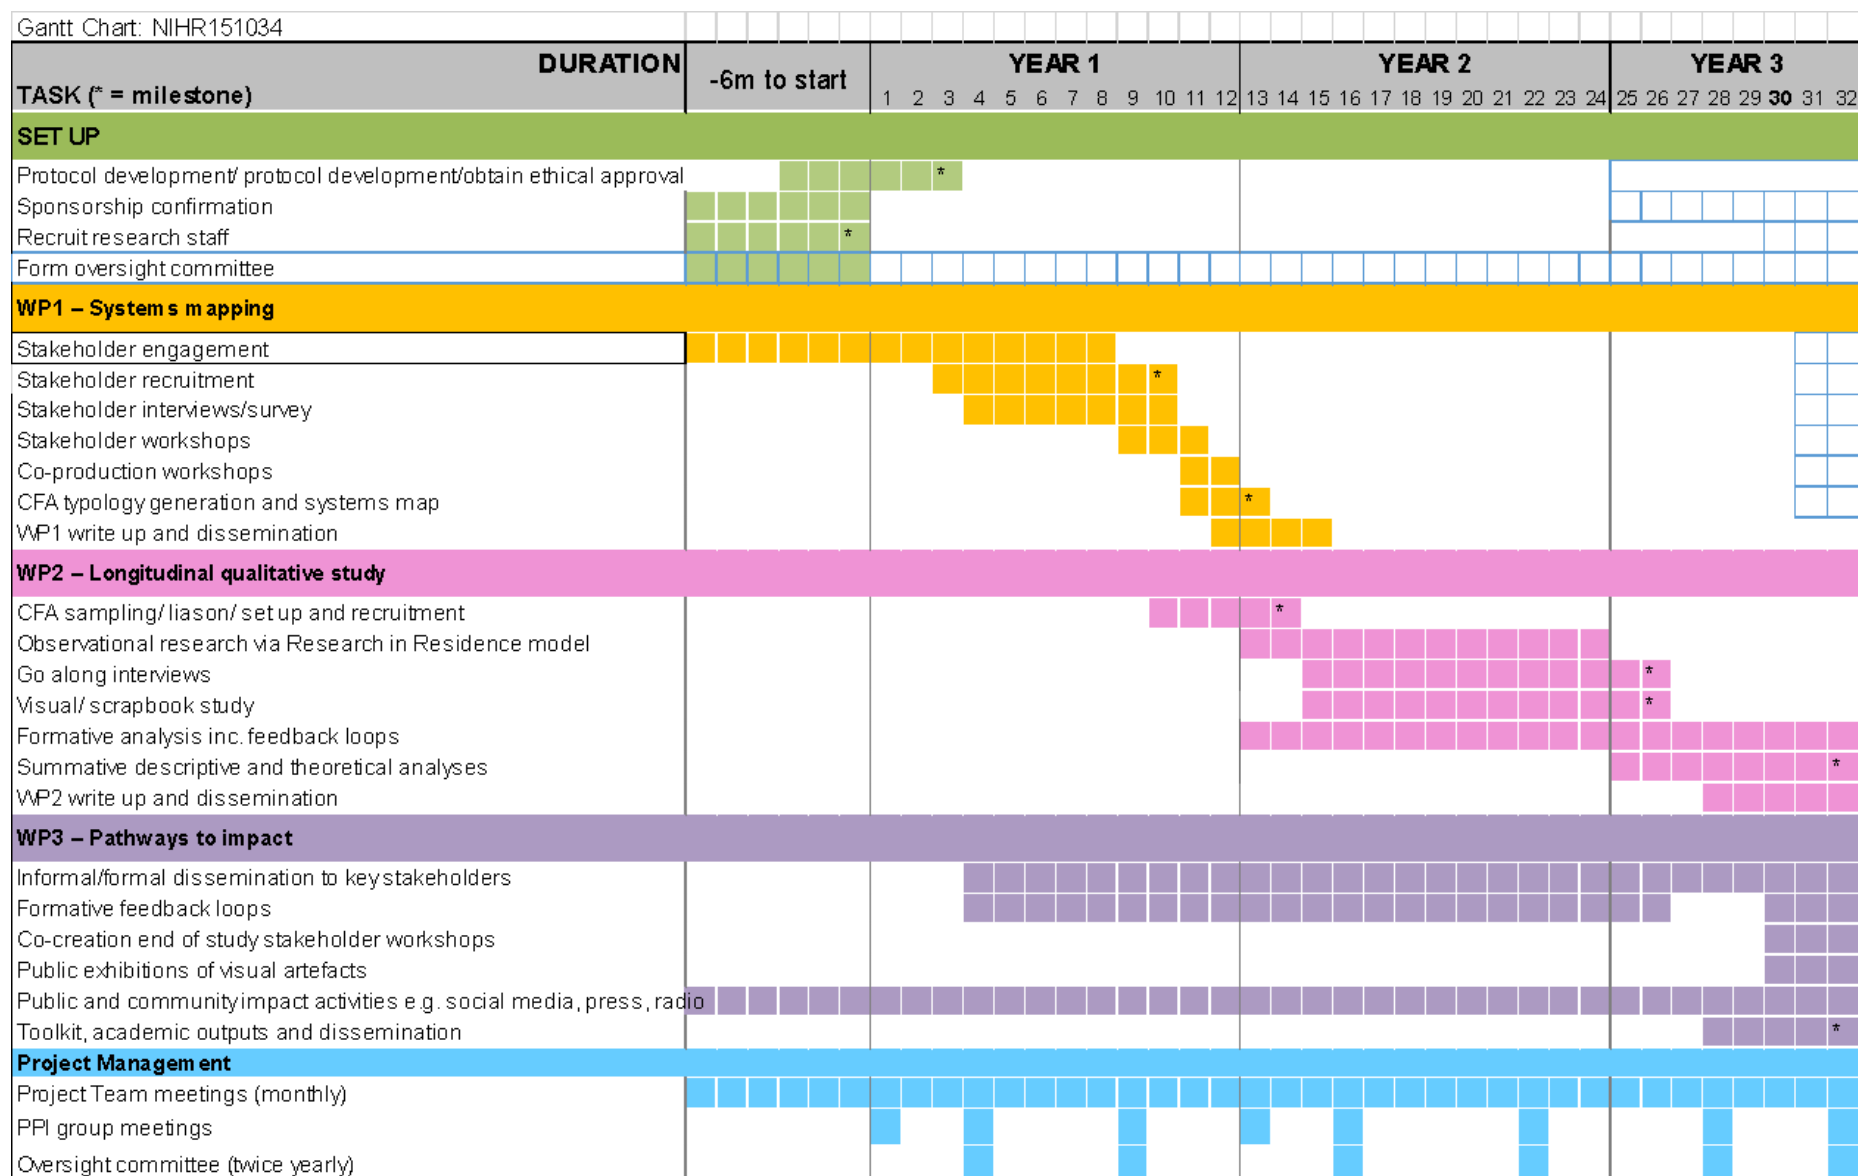 Gantt Chart: NIHR151034
DURATION
-6m to start
YEAR 1
YEAR 2
YEAR 3
TASK (* = milestone)
1 2 3 4 5 6 7 8 9 10 11 12 13 14 15 16 17 18 19 20 21 22 23 24 25 26 27 28 29 30 31 32
SET UP
Protocol development/ protocol development/obtain ethical approval *
Sponsorship confirmation
Recruit research staff *
Form oversight committee
WP1 – Systems mapping
Stakeholder engagement
Stakeholder recruitment *
Stakeholder interviews/survey
Stakeholder workshops
Co-production workshops
CFA typology generation and systems map *
WP1 write up and dissemination
WP2 – Longitudinal qualitative study
CFA sampling/ liason/ set up and recruitment *
Observational research via Research in Residence model
Go along interviews *
Visual/ scrapbook study *
Formative analysis inc. feedback loops
Summative descriptive and theoretical analyses *
WP2 write up and dissemination
WP3 – Pathways to impact
Informal/formal dissemination to key stakeholders
Formative feedback loops
Co-creation end of study stakeholder workshops
Public exhibitions of visual artefacts
Public and community impact activities e.g. social media, press, radio
Toolkit, academic outputs and dissemination *
Project Management
Project Team meetings (monthly)
PPI group meetings
Oversight committee (twice yearly)